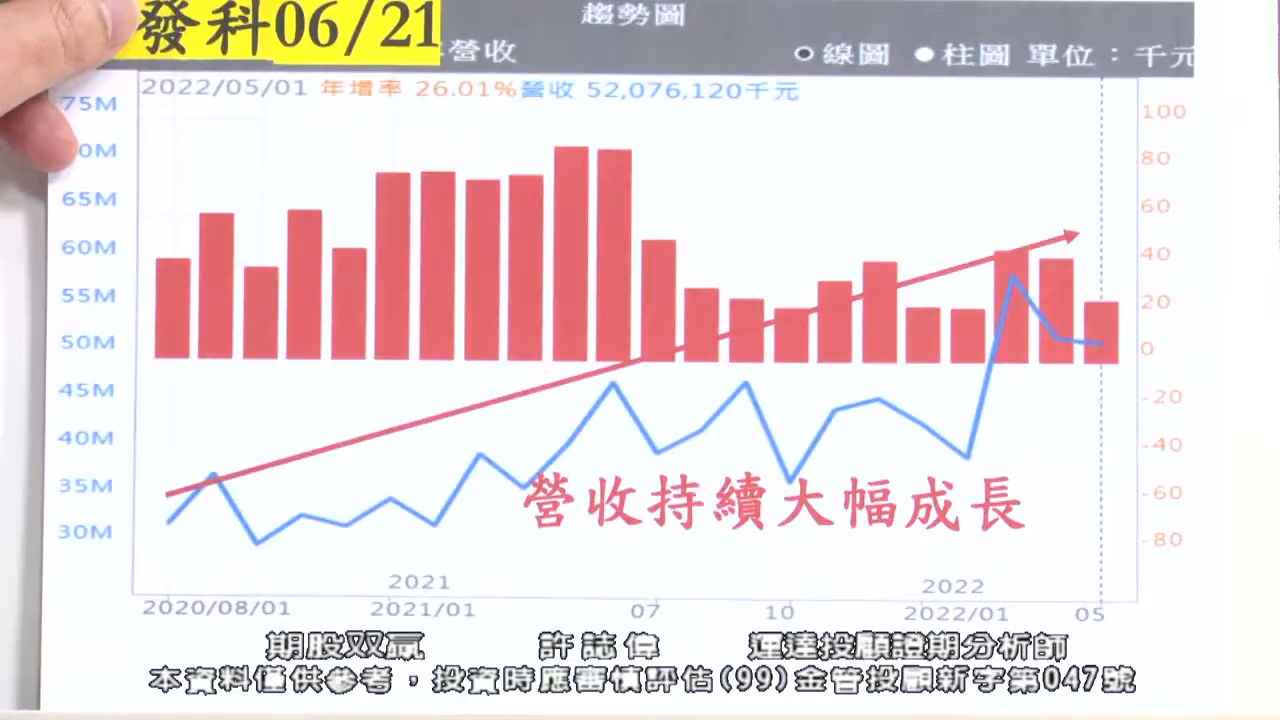 發科06/21
趨勢圖
營收
線圖 柱圖 單位：千元
2022/05/01 年增率 26.01%營收 52,076,120千元
75M 100
0M 80
65M 60
60M 40
55M 20
50M 0
45M -20
40M -40
35M -60
30M -80
營收持續大幅成長
2021 2022
2020/08/01 2021/01 07 10 2022/01 05
期股双贏 許誌偉 運達投顧證期分析師
本資料僅供參考，投資時應審慎評估(99)金管投顧新字第047號